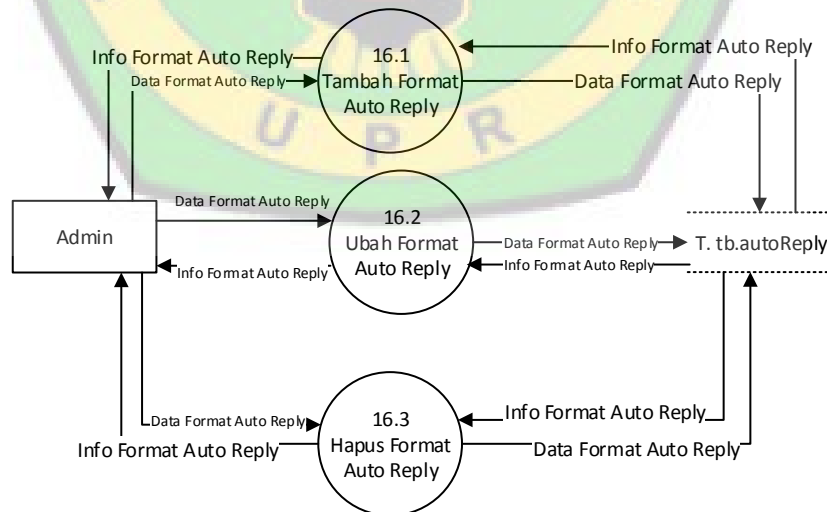 Info Format Auto Reply
Data Format Auto Reply
16.1
Tambah Format
Auto Reply
Info Format Auto Reply
Data Format Auto Reply
U P R
Data Format Auto Reply
Admin
Info Format Auto Reply
16.2
Ubah Format
Auto Reply
Data Format Auto Reply
Info Format Auto Reply
T. tb.autoReply
Data Format Auto Reply
Info Format Auto Reply
16.3
Hapus Format
Auto Reply
Info Format Auto Reply
Data Format Auto Reply